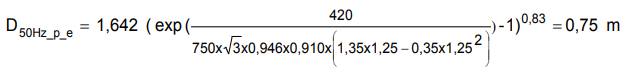 D50Hz_p_e = 1,642 ( exp ( 420 / 750x√3x0,946x0,910x(1,35x1,25 – 0,35x1,25²) )-1)^0,83 = 0,75 m